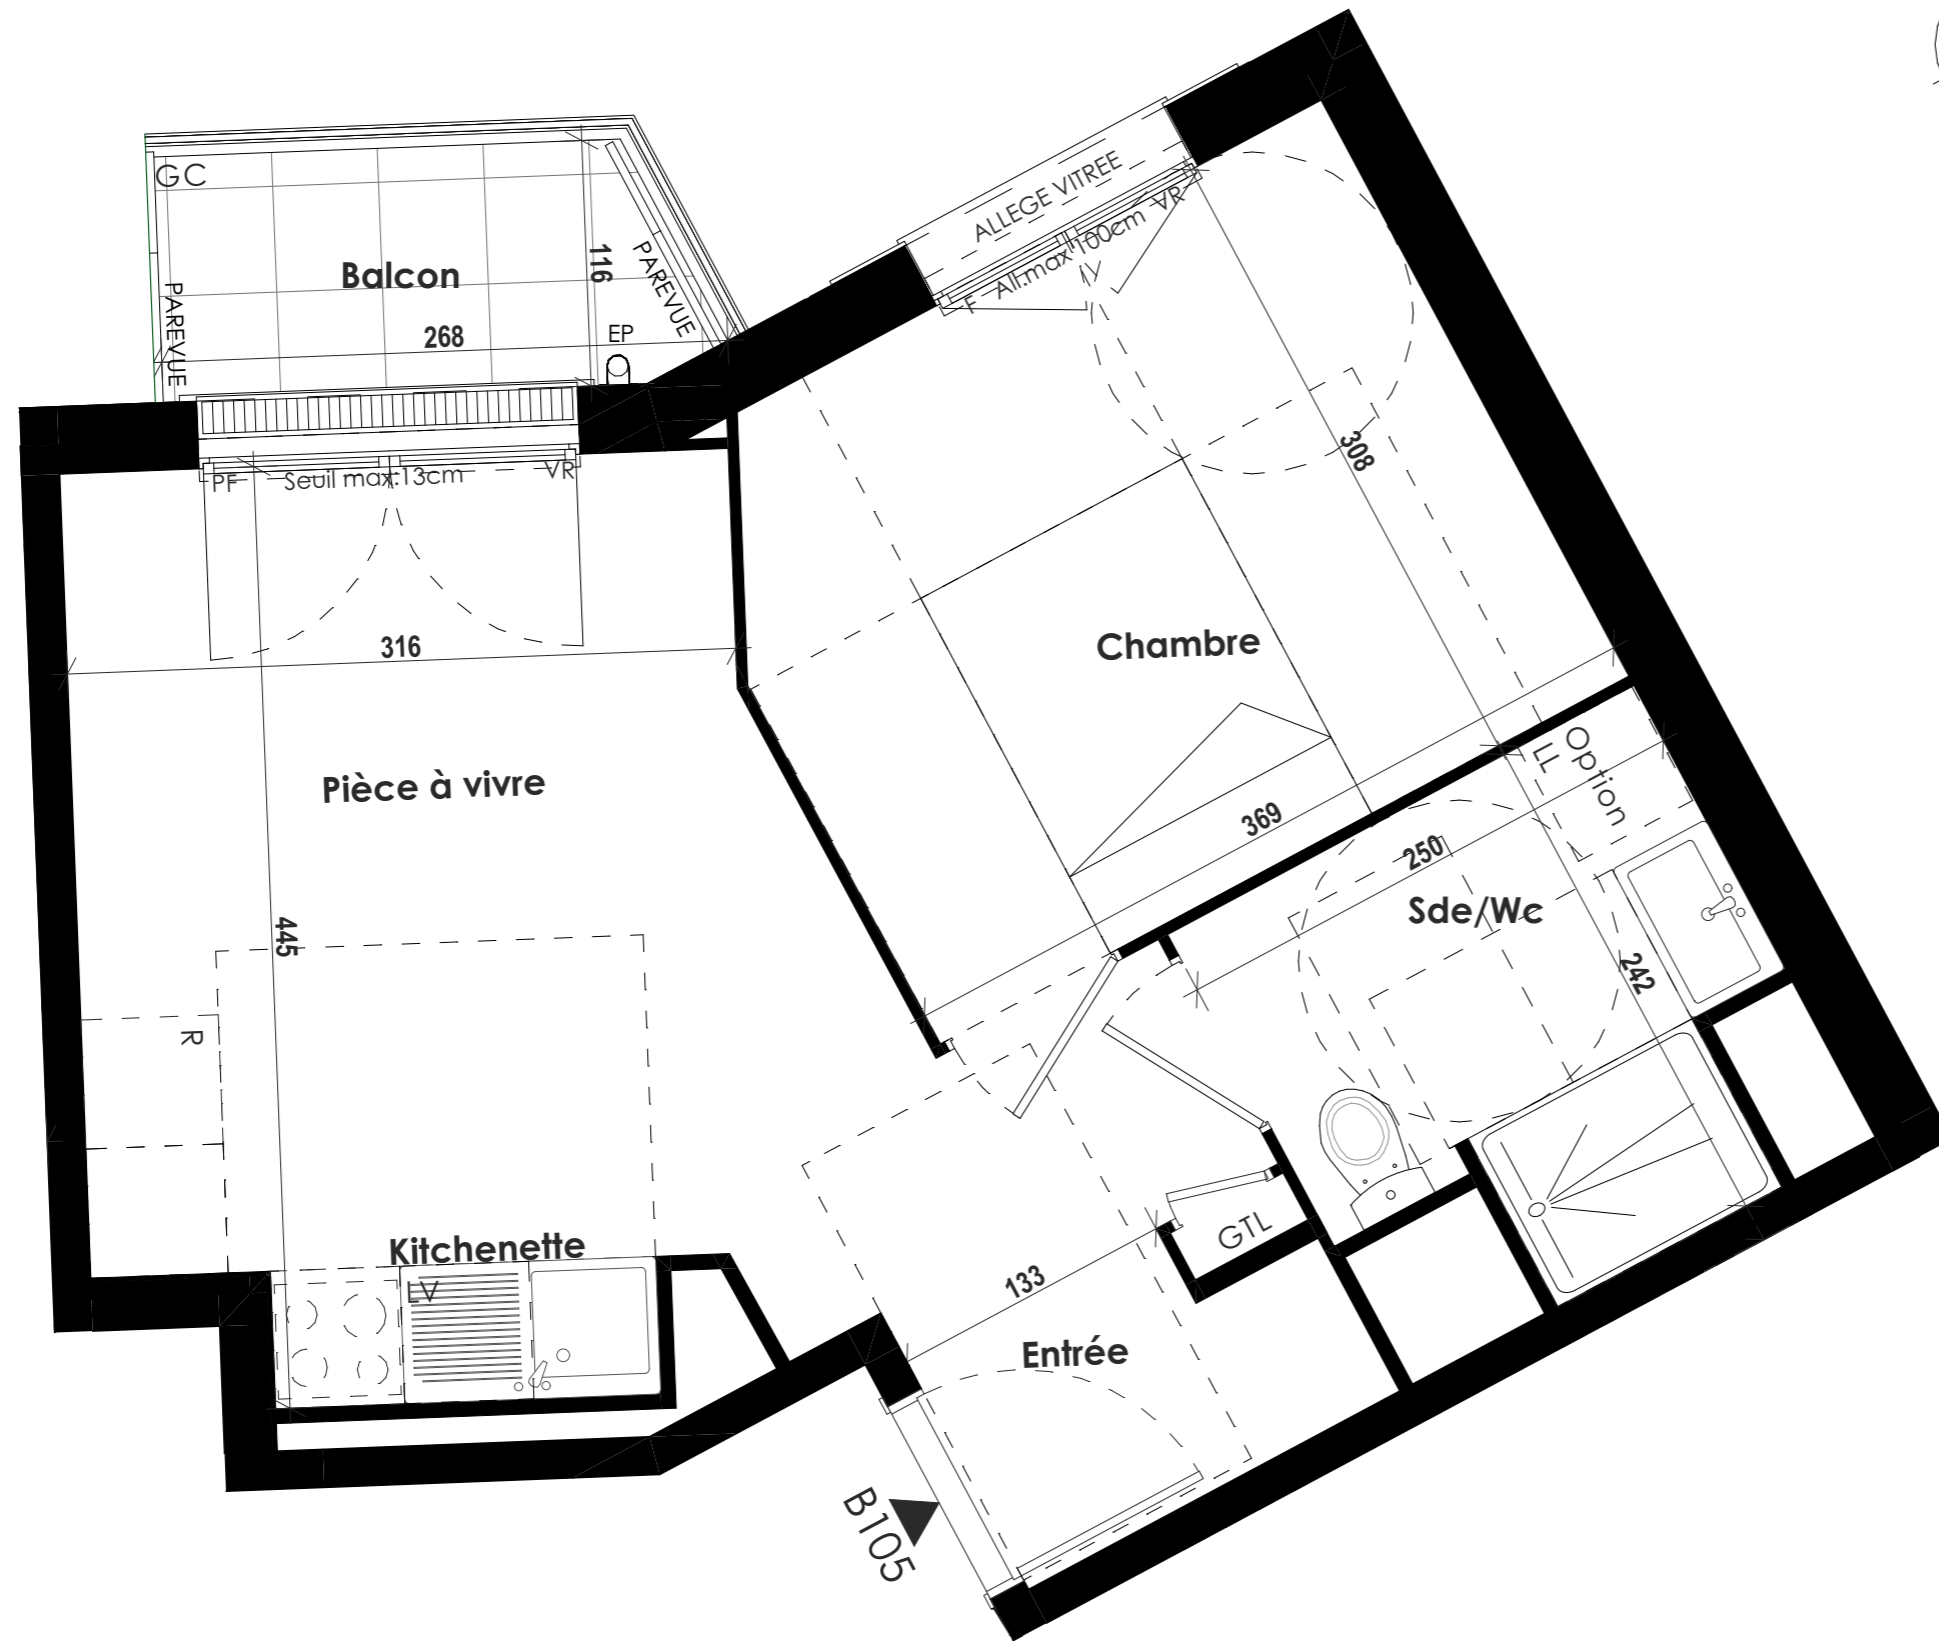 GC
Balcon
116
PAREVUE
PAREVUE
268
EP
PF
Seuil max:13cm
VR
ALLEGE VITREE
F
All.max 100cm
VR
308
316
Chambre
Pièce à vivre
369
LL
Option
250
Sde/Wc
242
445
R
Kitchenette
LV
GTL
133
Entrée
B105